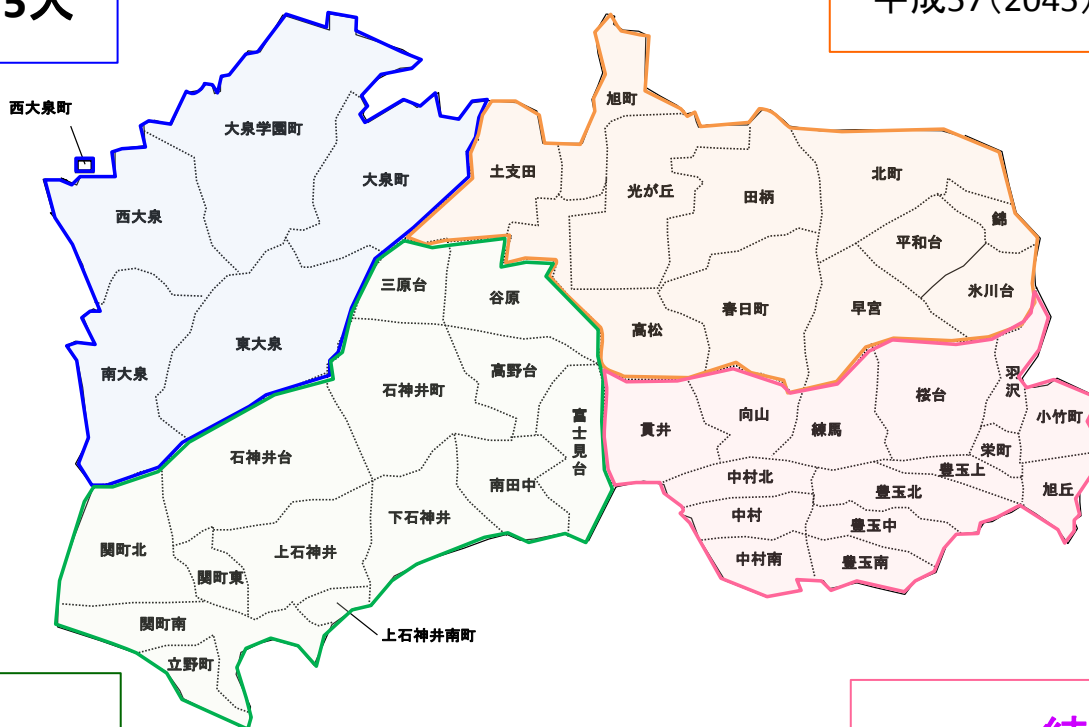 5人
平成57(2045)
西大泉町
大泉学園町
大泉町
西大泉
東大泉
南大泉
旭町
土支田
光が丘
田柄
北町
錦
平和台
氷川台
早宮
春日町
高松
三原台
谷原
高野台
石神井町
富士見台
石神井台
南田中
下石神井
関町北
上石神井
関町東
関町南
立野町
上石神井南町
貫井
向山
練馬
桜台
羽沢
小竹町
栄町
豊玉上
旭丘
中村北
豊玉北
中村
豊玉中
中村南
豊玉南